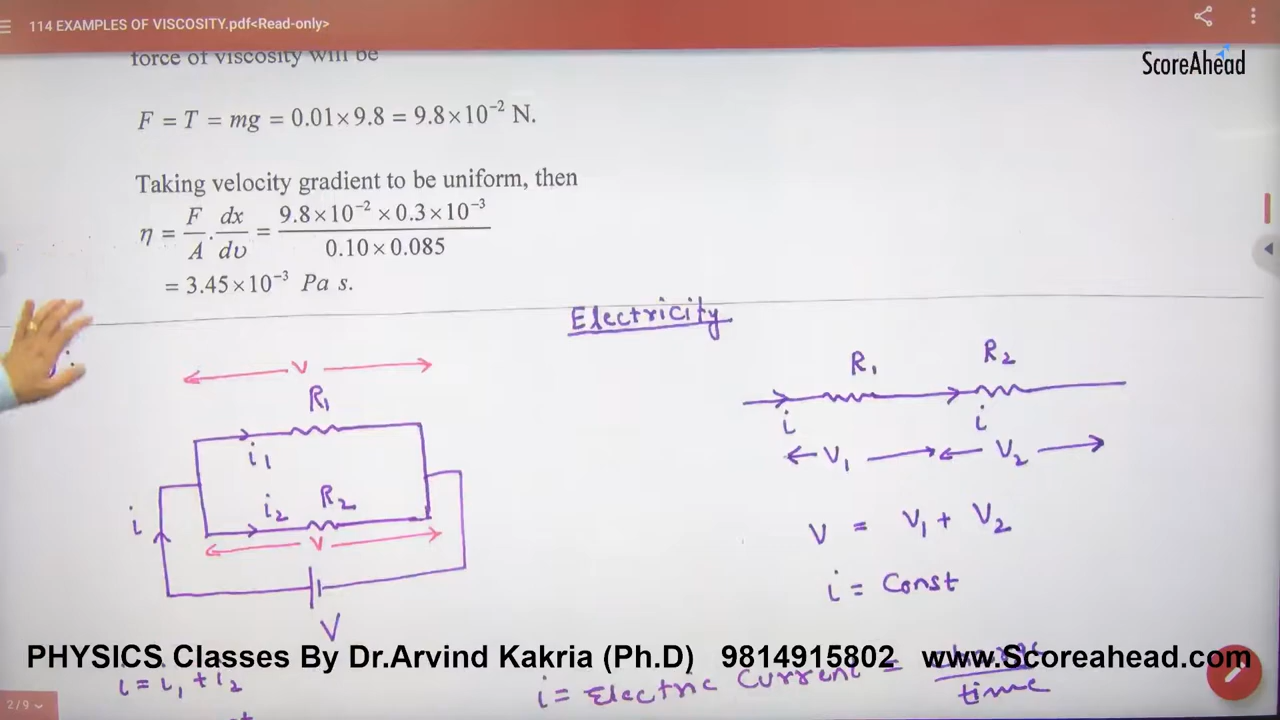 114 EXAMPLES OF VISCOSITY.pdf<Read-only>
ScoreAhead
force of viscosity will be
F = T = mg = 0.01×9.8 = 9.8×10⁻² N.
Taking velocity gradient to be uniform, then
η = F/A · dx/dυ = 9.8×10⁻² ×0.3×10⁻³ / 0.10×0.085
= 3.45×10⁻³ Pa s.
Electricity
V
R₁
i₁
i₂ R₂
i
V
V
R₁ R₂
i i
V₁ V₂
V = V₁ + V₂
i = Const
PHYSICS Classes By Dr.Arvind Kakria (Ph.D) 9814915802 www.Scoreahead.com
i = i₁ + i₂
i = Electric Current = charge / time
2/9